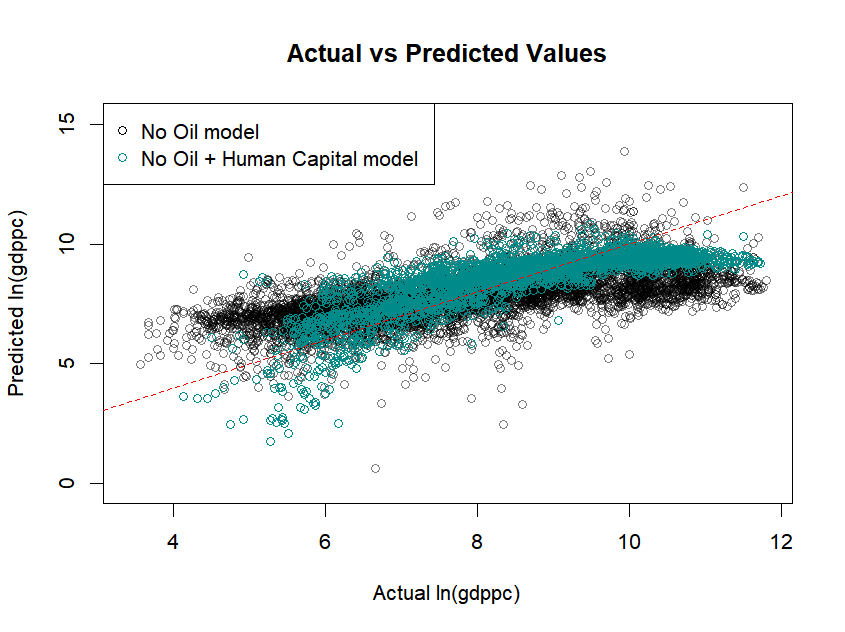 Actual vs Predicted Values
No Oil model
No Oil + Human Capital model
15
10
5
0
Predicted ln(gdppc)
4 6 8 10 12
Actual ln(gdppc)